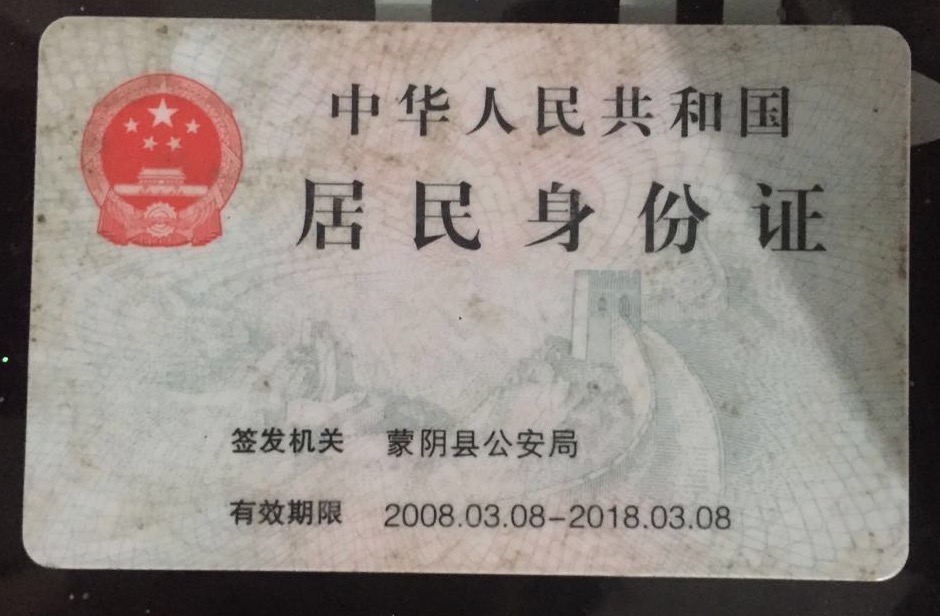 中华人民共和国
居民身份证
签发机关 蒙阴县公安局
有效期限 2008.03.08-2018.03.08